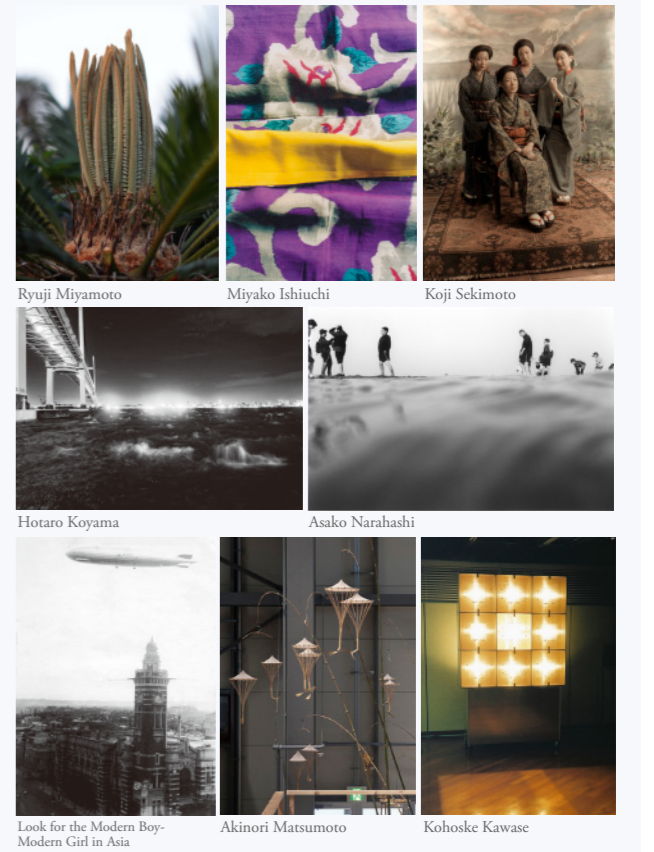 Ryuji Miyamoto
Miyako Ishiuchi
Koji Sekimoto
Hotaro Koyama
Asako Narahashi
Look for the Modern Boy-
Modern Girl in Asia
Akinori Matsumoto
Kohoske Kawase